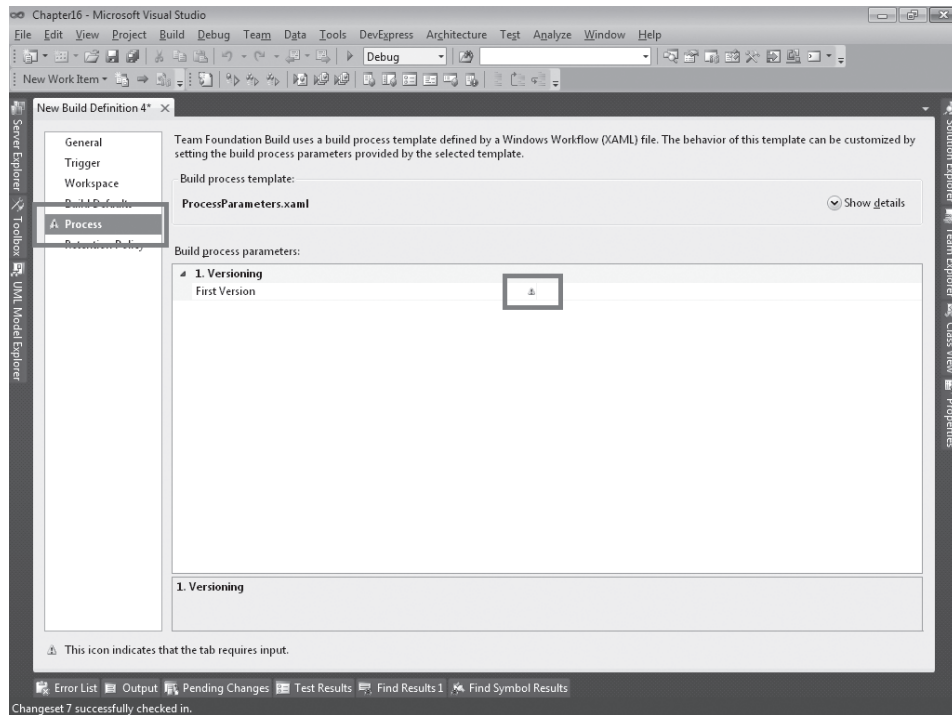 Chapter16 - Microsoft Visual Studio
File Edit View Project Build Debug Team Data Tools DevExpress Architecture Test Analyze Window Help
Debug
New Work Item
New Build Definition 4*
Server Explorer
Toolbox
UML Model Explorer
General
Trigger
Workspace
Build Defaults
Process
Retention Policy
Team Foundation Build uses a build process template defined by a Windows Workflow (XAML) file. The behavior of this template can be customized by
setting the build process parameters provided by the selected template.
Build process template:
ProcessParameters.xaml
Show details
Build process parameters:
1. Versioning
First Version
1. Versioning
This icon indicates that the tab requires input.
Solution Explorer
Team Explorer
Class View
Properties
Error List Output Pending Changes Test Results Find Results 1 Find Symbol Results
Changeset 7 successfully checked in.